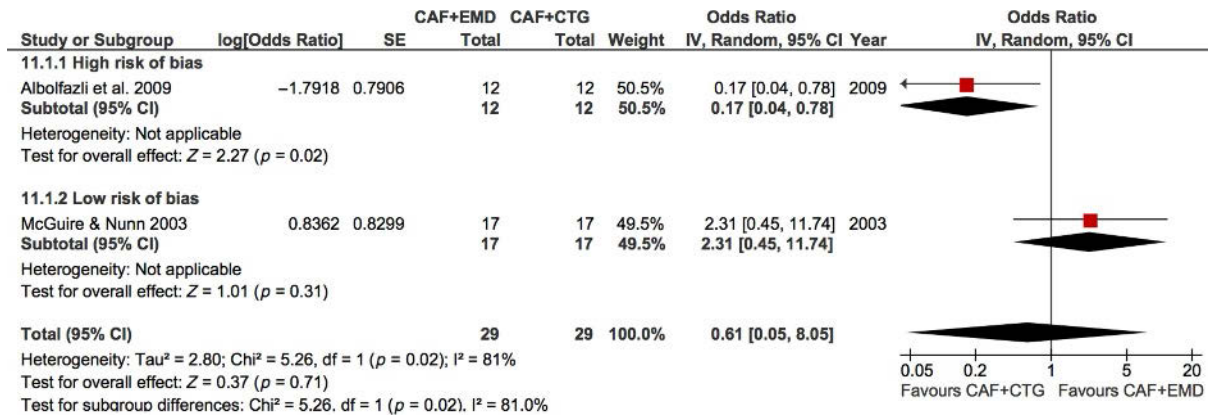 CAF+EMD CAF+CTG Odds Ratio Odds Ratio
Study or Subgroup log[Odds Ratio] SE Total Total Weight IV, Random, 95% CI Year IV, Random, 95% CI
11.1.1 High risk of bias
Albolfazli et al. 2009 −1.7918 0.7906 12 12 50.5% 0.17 [0.04, 0.78] 2009
Subtotal (95% CI) 12 12 50.5% 0.17 [0.04, 0.78]
Heterogeneity: Not applicable
Test for overall effect: Z = 2.27 (p = 0.02)
11.1.2 Low risk of bias
McGuire & Nunn 2003 0.8362 0.8299 17 17 49.5% 2.31 [0.45, 11.74] 2003
Subtotal (95% CI) 17 17 49.5% 2.31 [0.45, 11.74]
Heterogeneity: Not applicable
Test for overall effect: Z = 1.01 (p = 0.31)
Total (95% CI) 29 29 100.0% 0.61 [0.05, 8.05]
Heterogeneity: Tau² = 2.80; Chi² = 5.26, df = 1 (p = 0.02); I² = 81%
Test for overall effect: Z = 0.37 (p = 0.71)
Test for subgroup differences: Chi² = 5.26, df = 1 (p = 0.02), I² = 81.0%
0.05 0.2 1 5 20
Favours CAF+CTG Favours CAF+EMD